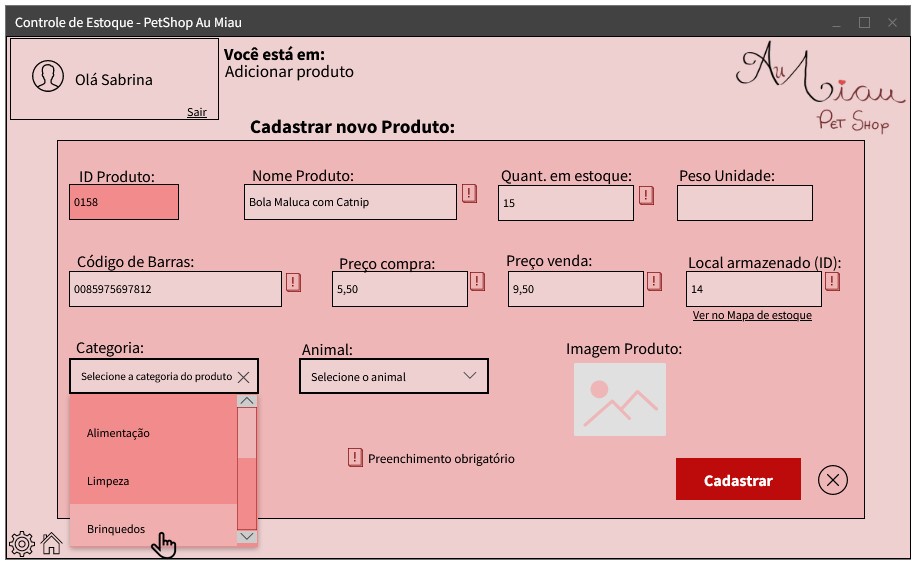 Controle de Estoque - PetShop Au Miau
Olá Sabrina
Sair
Você está em:
Adicionar produto
Au Miau
Pet Shop
Cadastrar novo Produto:
ID Produto:
0158
Nome Produto:
Bola Maluca com Catnip
!
Quant. em estoque:
15
!
Peso Unidade:
Código de Barras:
0085975697812
!
Preço compra:
5,50
!
Preço venda:
9,50
!
Local armazenado (ID):
14
!
Ver no Mapa de estoque
Categoria:
Selecione a categoria do produto
Alimentação
Limpeza
Brinquedos
Animal:
Selecione o animal
Imagem Produto:
! Preenchimento obrigatório
Cadastrar